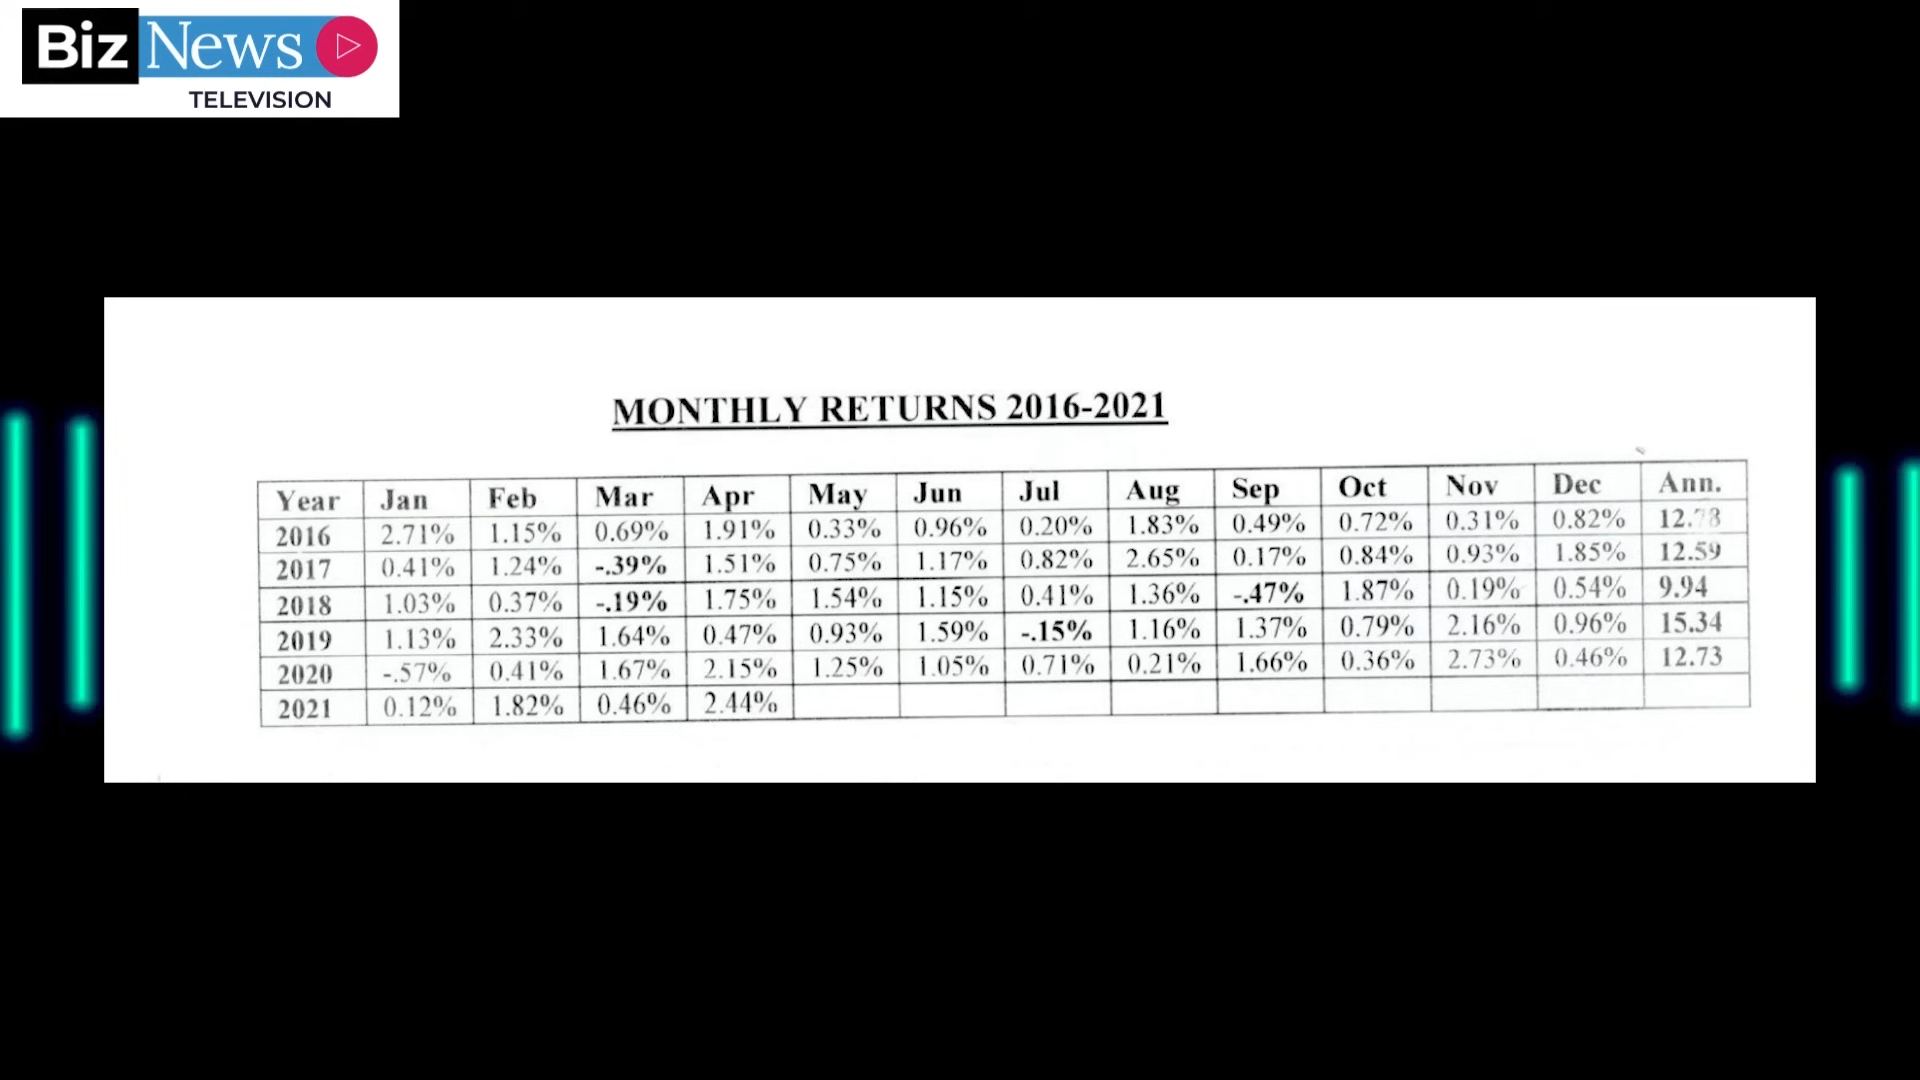 Biz News
TELEVISION
MONTHLY RETURNS 2016-2021
Year Jan Feb Mar Apr May Jun Jul Aug Sep Oct Nov Dec Ann.
2016 2.71% 1.15% 0.69% 1.91% 0.33% 0.96% 0.20% 1.83% 0.49% 0.72% 0.31% 0.82% 12.78
2017 0.41% 1.24% -.39% 1.51% 0.75% 1.17% 0.82% 2.65% 0.17% 0.84% 0.93% 1.85% 12.59
2018 1.03% 0.37% -.19% 1.75% 1.54% 1.15% 0.41% 1.36% -.47% 1.87% 0.19% 0.54% 9.94
2019 1.13% 2.33% 1.64% 0.47% 0.93% 1.59% -.15% 1.16% 1.37% 0.79% 2.16% 0.96% 15.34
2020 -.57% 0.41% 1.67% 2.15% 1.25% 1.05% 0.71% 0.21% 1.66% 0.36% 2.73% 0.46% 12.73
2021 0.12% 1.82% 0.46% 2.44%